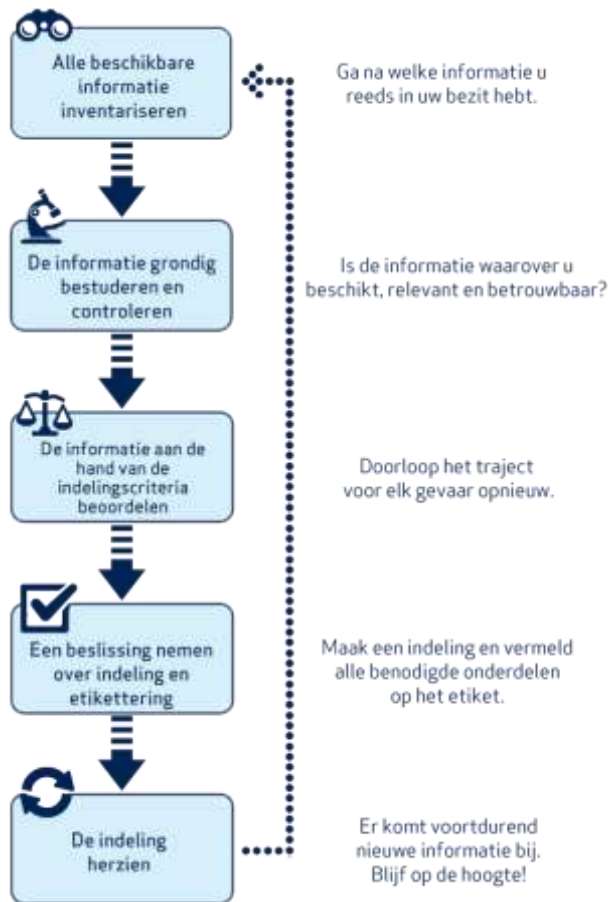 Alle beschikbare
informatie
inventariseren
Ga na welke informatie u
reeds in uw bezit hebt.
De informatie grondig
bestuderen en
controleren
Is de informatie waarover u
beschikt, relevant en betrouwbaar?
De informatie aan de
hand van de
indelingscriteria
beoordelen
Doorloop het traject
voor elk gevaar opnieuw.
Een beslissing nemen
over indeling en
etikettering
Maak een indeling en vermeld
alle benodigde onderdelen
op het etiket.
De indeling
herzien
Er komt voortdurend
nieuwe informatie bij.
Blijf op de hoogte!